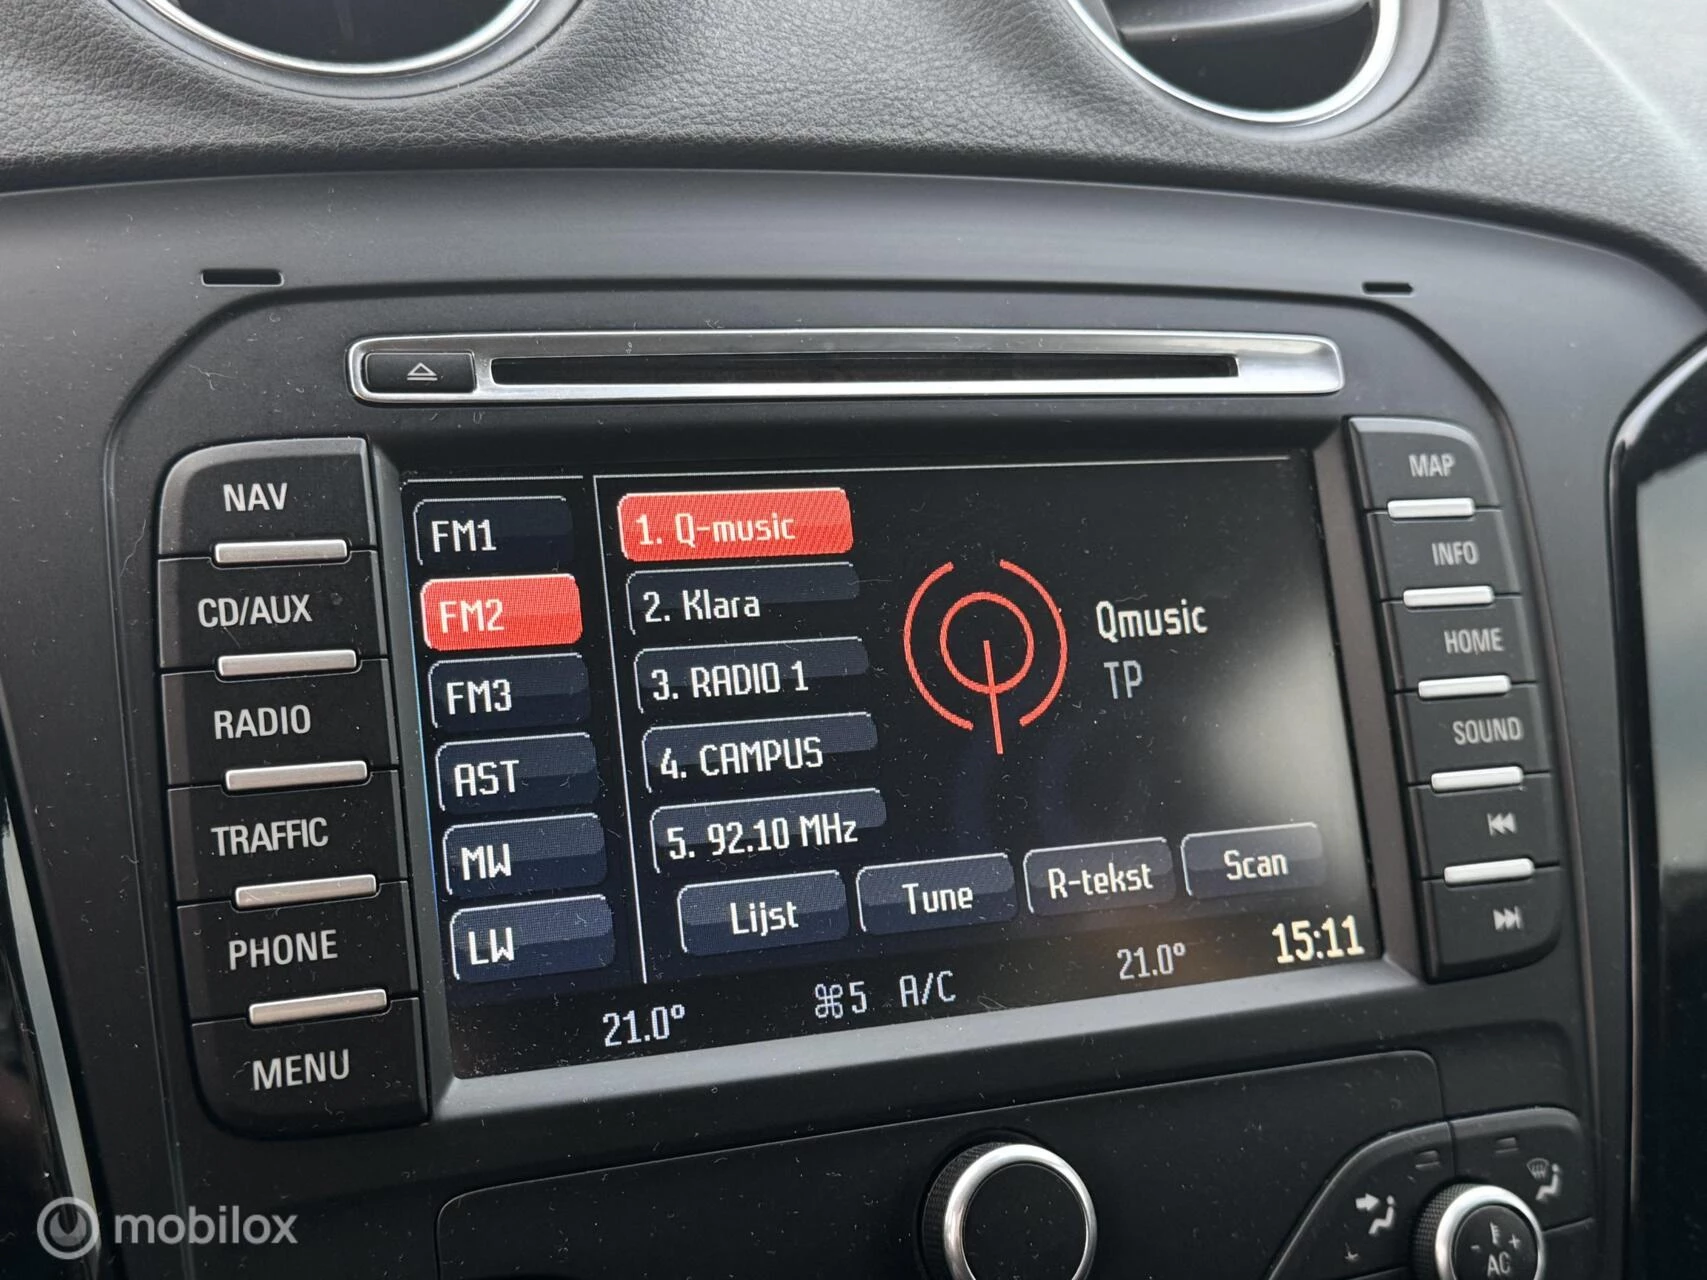 NAV
CD/AUX
RADIO
TRAFFIC
PHONE
MENU
FM1
FM2
FM3
AST
MW
LW
1. Q-music
2. Klara
3. RADIO 1
4. CAMPUS
5. 92.10 MHz
Qmusic
TP
Lijst
Tune
R-tekst
Scan
21.0°
5 A/C
21.0°
15:11
MAP
INFO
HOME
SOUND
- +
AC
mobilox